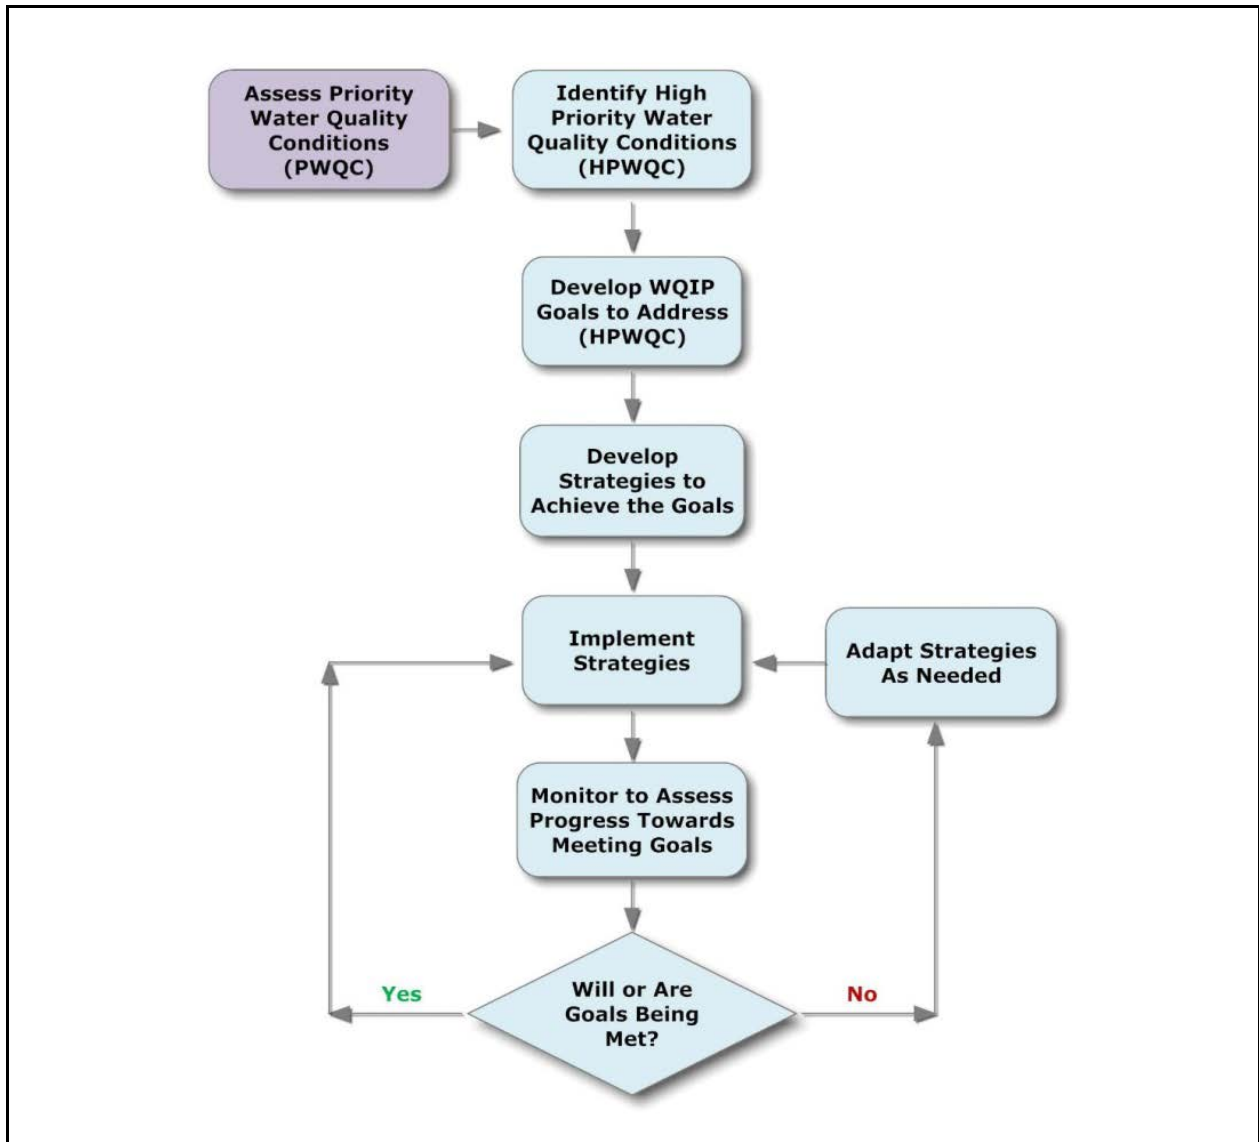 Assess Priority
Water Quality
Conditions
(PWQC)
Identify High
Priority Water
Quality Conditions
(HPWQC)
Develop WQIP
Goals to Address
(HPWQC)
Develop
Strategies to
Achieve the Goals
Implement
Strategies
Adapt Strategies
As Needed
Monitor to Assess
Progress Towards
Meeting Goals
Will or Are
Goals Being
Met?
Yes
No